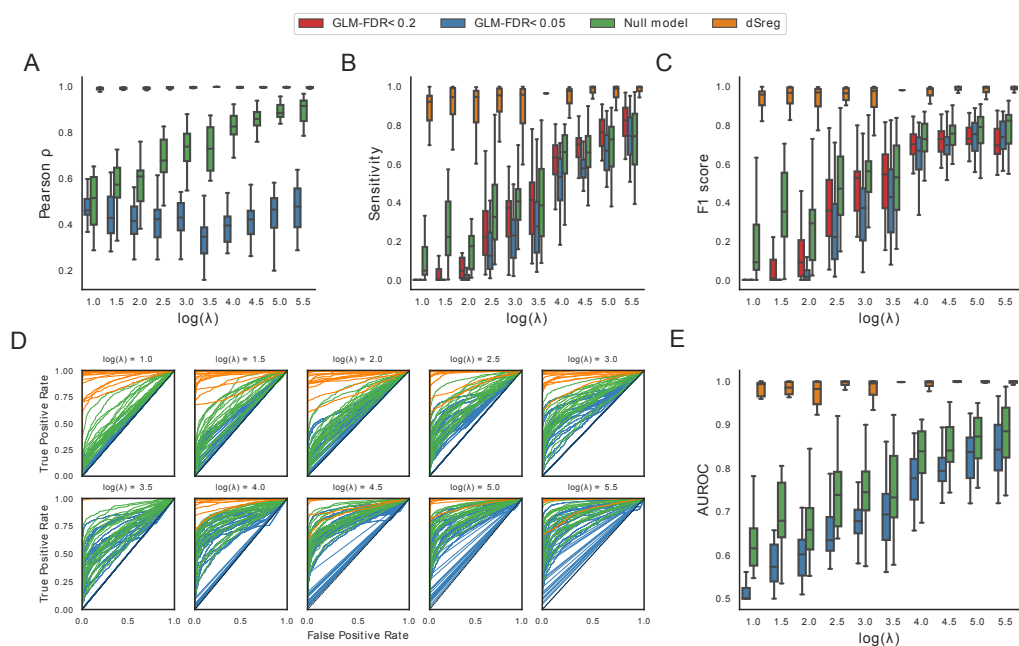 GLM-FDR<0.2 GLM-FDR<0.05 Null model dSreg
A
Pearson ρ
1.0
0.8
0.6
0.4
0.2
1.0 1.5 2.0 2.5 3.0 3.5 4.0 4.5 5.0 5.5
log(λ)
B
Sensitivity
1.0
0.8
0.6
0.4
0.2
0.0
1.0 1.5 2.0 2.5 3.0 3.5 4.0 4.5 5.0 5.5
log(λ)
C
F1 score
1.0
0.8
0.6
0.4
0.2
0.0
1.0 1.5 2.0 2.5 3.0 3.5 4.0 4.5 5.0 5.5
log(λ)
D
log(λ) = 1.0 log(λ) = 1.5 log(λ) = 2.0 log(λ) = 2.5 log(λ) = 3.0
True Positive Rate
1.00
0.75
0.50
0.25
0.00
log(λ) = 3.5 log(λ) = 4.0 log(λ) = 4.5 log(λ) = 5.0 log(λ) = 5.5
True Positive Rate
1.00
0.75
0.50
0.25
0.00
0.0 1.0 0.0 1.0 0.0 1.0 0.0 1.0 0.0 1.0
False Positive Rate
E
AUROC
1.0
0.9
0.8
0.7
0.6
0.5
1.0 1.5 2.0 2.5 3.0 3.5 4.0 4.5 5.0 5.5
log(λ)